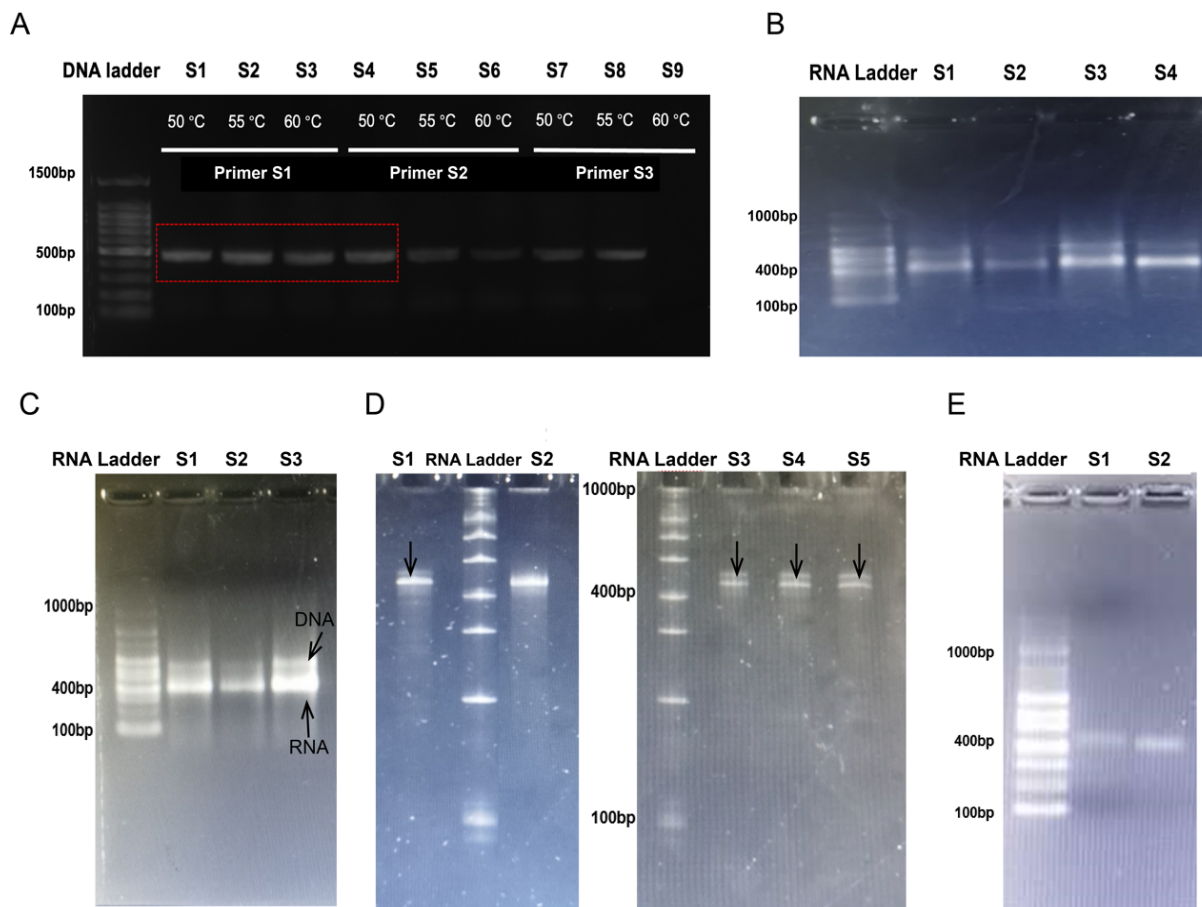 A
DNA ladder S1 S2 S3 S4 S5 S6 S7 S8 S9
50 °C 55 °C 60 °C 50 °C 55 °C 60 °C 50 °C 55 °C 60 °C
Primer S1 Primer S2 Primer S3
1500bp
500bp
100bp
B
RNA Ladder S1 S2 S3 S4
1000bp
400bp
100bp
C
RNA Ladder S1 S2 S3
1000bp
DNA
400bp
100bp
RNA
D
S1 RNA Ladder S2
RNA Ladder S3 S4 S5
1000bp
400bp
100bp
E
RNA Ladder S1 S2
1000bp
400bp
100bp